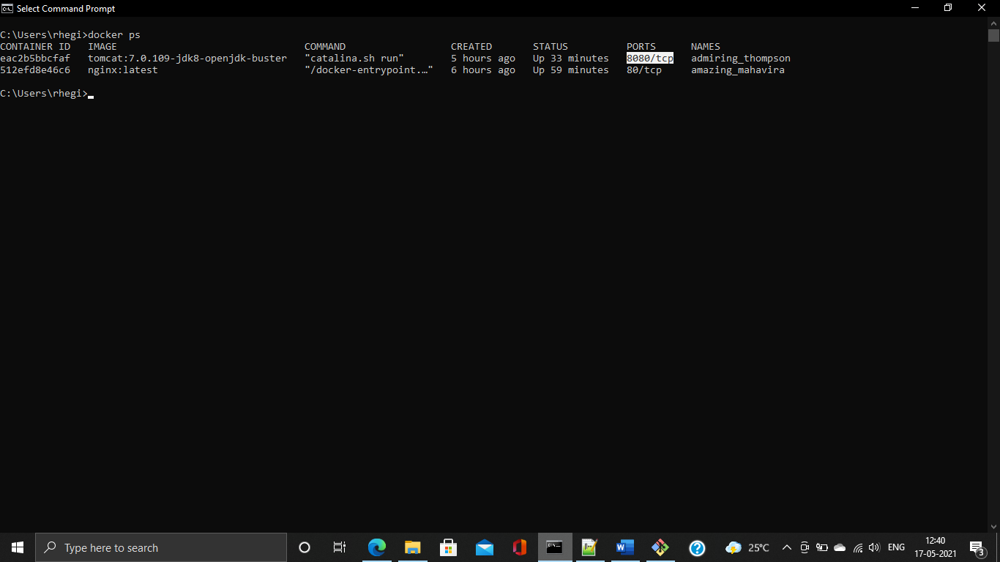 Select Command Prompt
C:\Users\rhegi>docker ps
CONTAINER ID   IMAGE                                COMMAND                  CREATED       STATUS          PORTS      NAMES
eac2b5bbcfaf   tomcat:7.0.109-jdk8-openjdk-buster   "catalina.sh run"        5 hours ago   Up 33 minutes   8080/tcp   admiring_thompson
512efd8e46c6   nginx:latest                         "/docker-entrypoint.…"   6 hours ago   Up 59 minutes   80/tcp     amazing_mahavira
C:\Users\rhegi>
Type here to search
25°C
ENG
12:40
17-05-2021
3